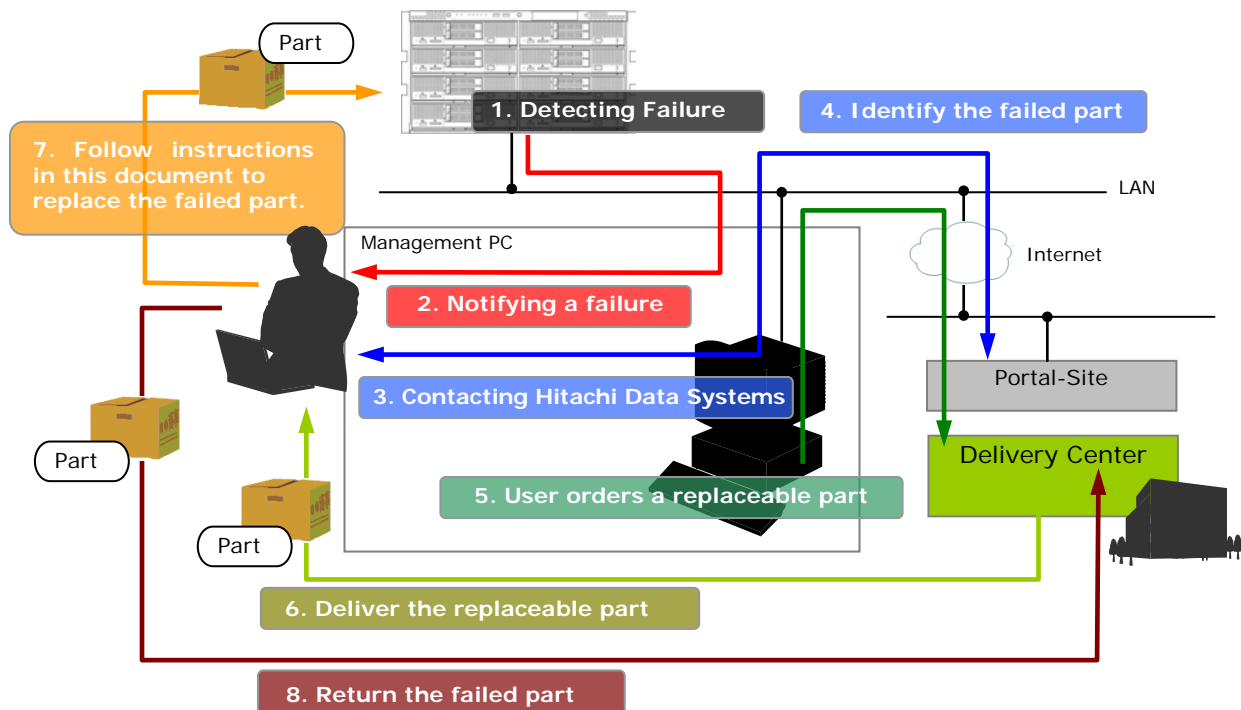 Part
1. Detecting Failure
4. Identify the failed part
7. Follow instructions
in this document to
replace the failed part.
LAN
Management PC
Internet
2. Notifying a failure
Portal-Site
3. Contacting Hitachi Data Systems
Part
Delivery Center
5. User orders a replaceable part
Part
6. Deliver the replaceable part
8. Return the failed part